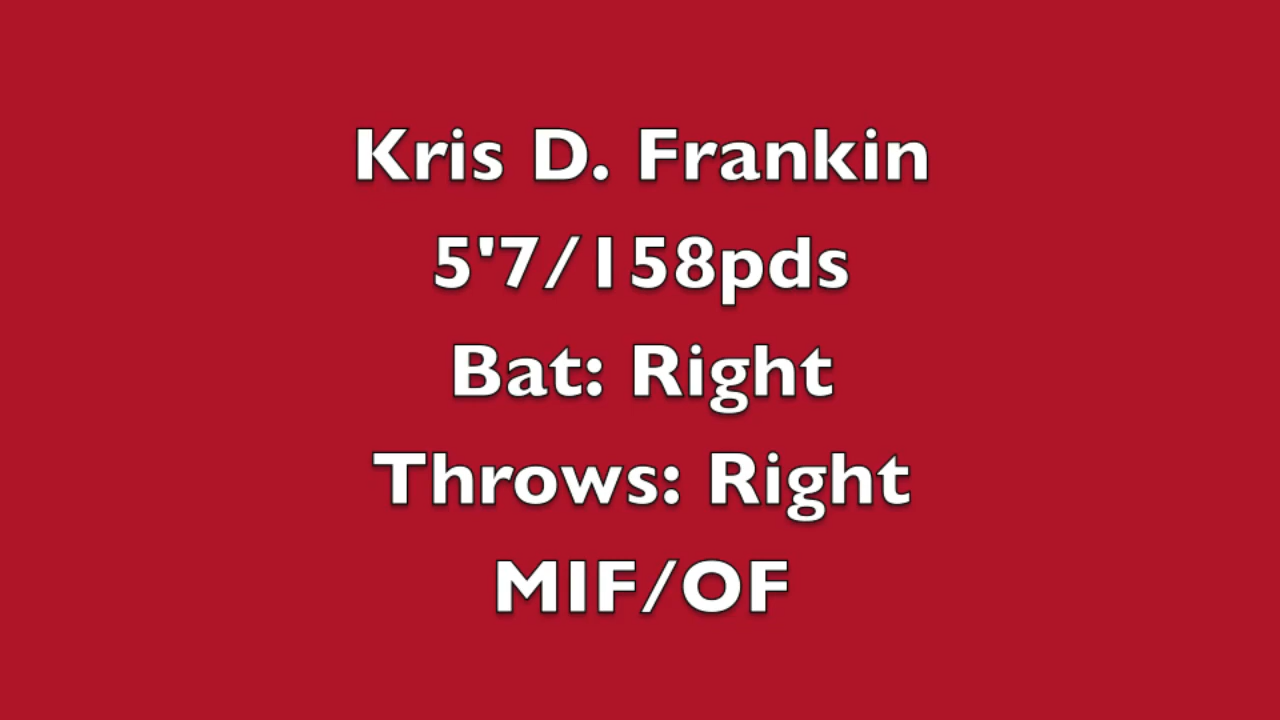 Kris D. Frankin
5'7/158pds
Bat: Right
Throws: Right
MIF/OF